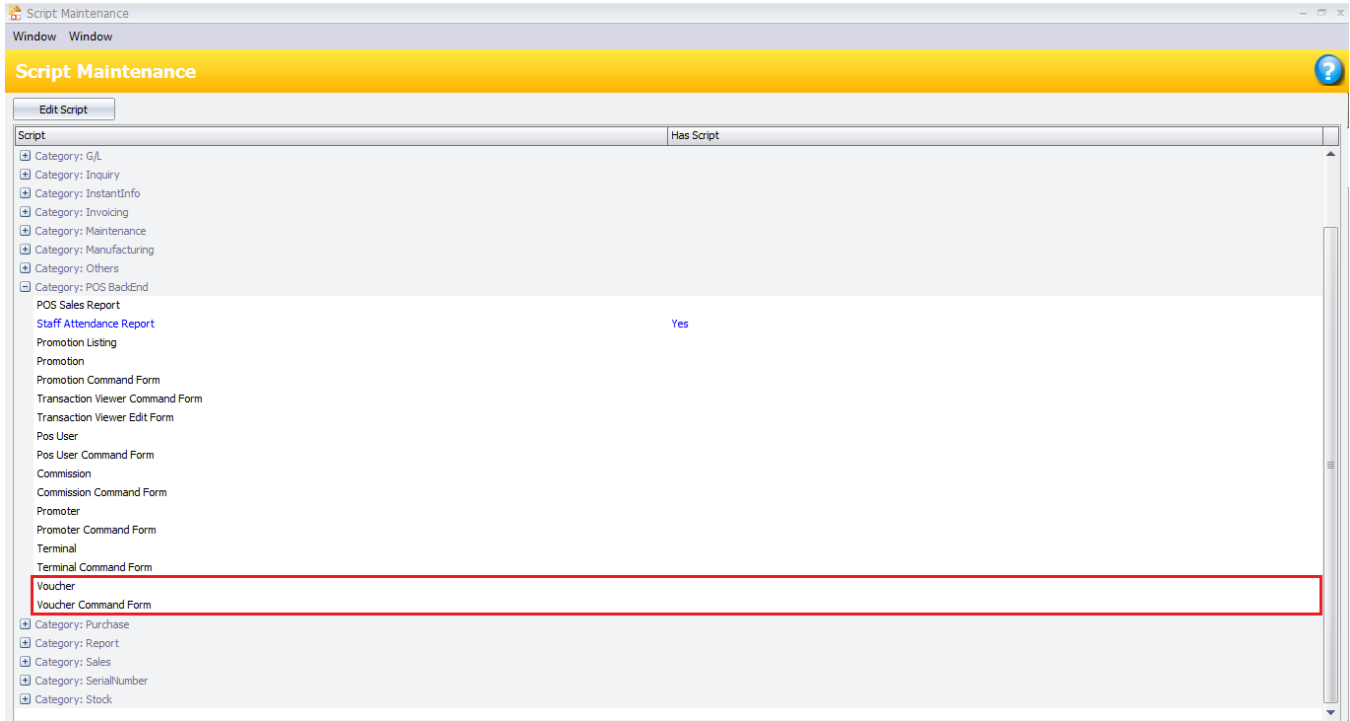 Script Maintenance
Window Window
Script Maintenance
?
Edit Script
Script Has Script
Category: G/L
Category: Inquiry
Category: InstantInfo
Category: Invoicing
Category: Maintenance
Category: Manufacturing
Category: Others
Category: POS BackEnd
POS Sales Report
Staff Attendance Report Yes
Promotion Listing
Promotion
Promotion Command Form
Transaction Viewer Command Form
Transaction Viewer Edit Form
Pos User
Pos User Command Form
Commission
Commission Command Form
Promoter
Promoter Command Form
Terminal
Terminal Command Form
Voucher
Voucher Command Form
Category: Purchase
Category: Report
Category: Sales
Category: SerialNumber
Category: Stock